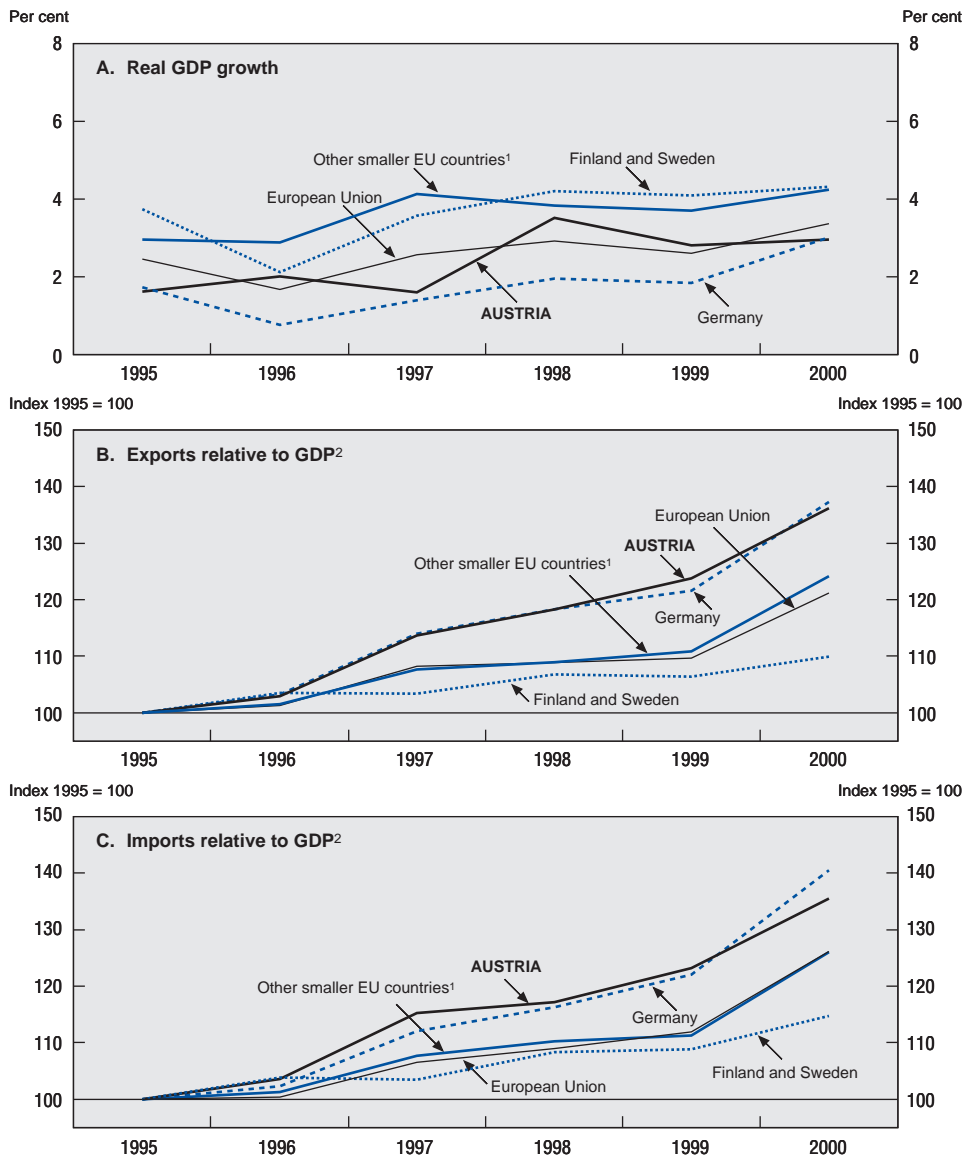 Per cent Per cent
8 8
A. Real GDP growth
6 6
Other smaller EU countries1 Finland and Sweden
European Union
4 4
2 2
AUSTRIA
Germany
0 0
1995 1996 1997 1998 1999 2000
Index 1995 = 100 Index 1995 = 100
150 150
B. Exports relative to GDP2
140 140
European Union
130 130
AUSTRIA
Other smaller EU countries1
120 120
Germany
110 110
Finland and Sweden
100 100
1995 1996 1997 1998 1999 2000
Index 1995 = 100 Index 1995 = 100
150 150
C. Imports relative to GDP2
140 140
130 130
AUSTRIA
Other smaller EU countries1
120 120
Germany
110 110
Finland and Sweden
European Union
100 100
1995 1996 1997 1998 1999 2000